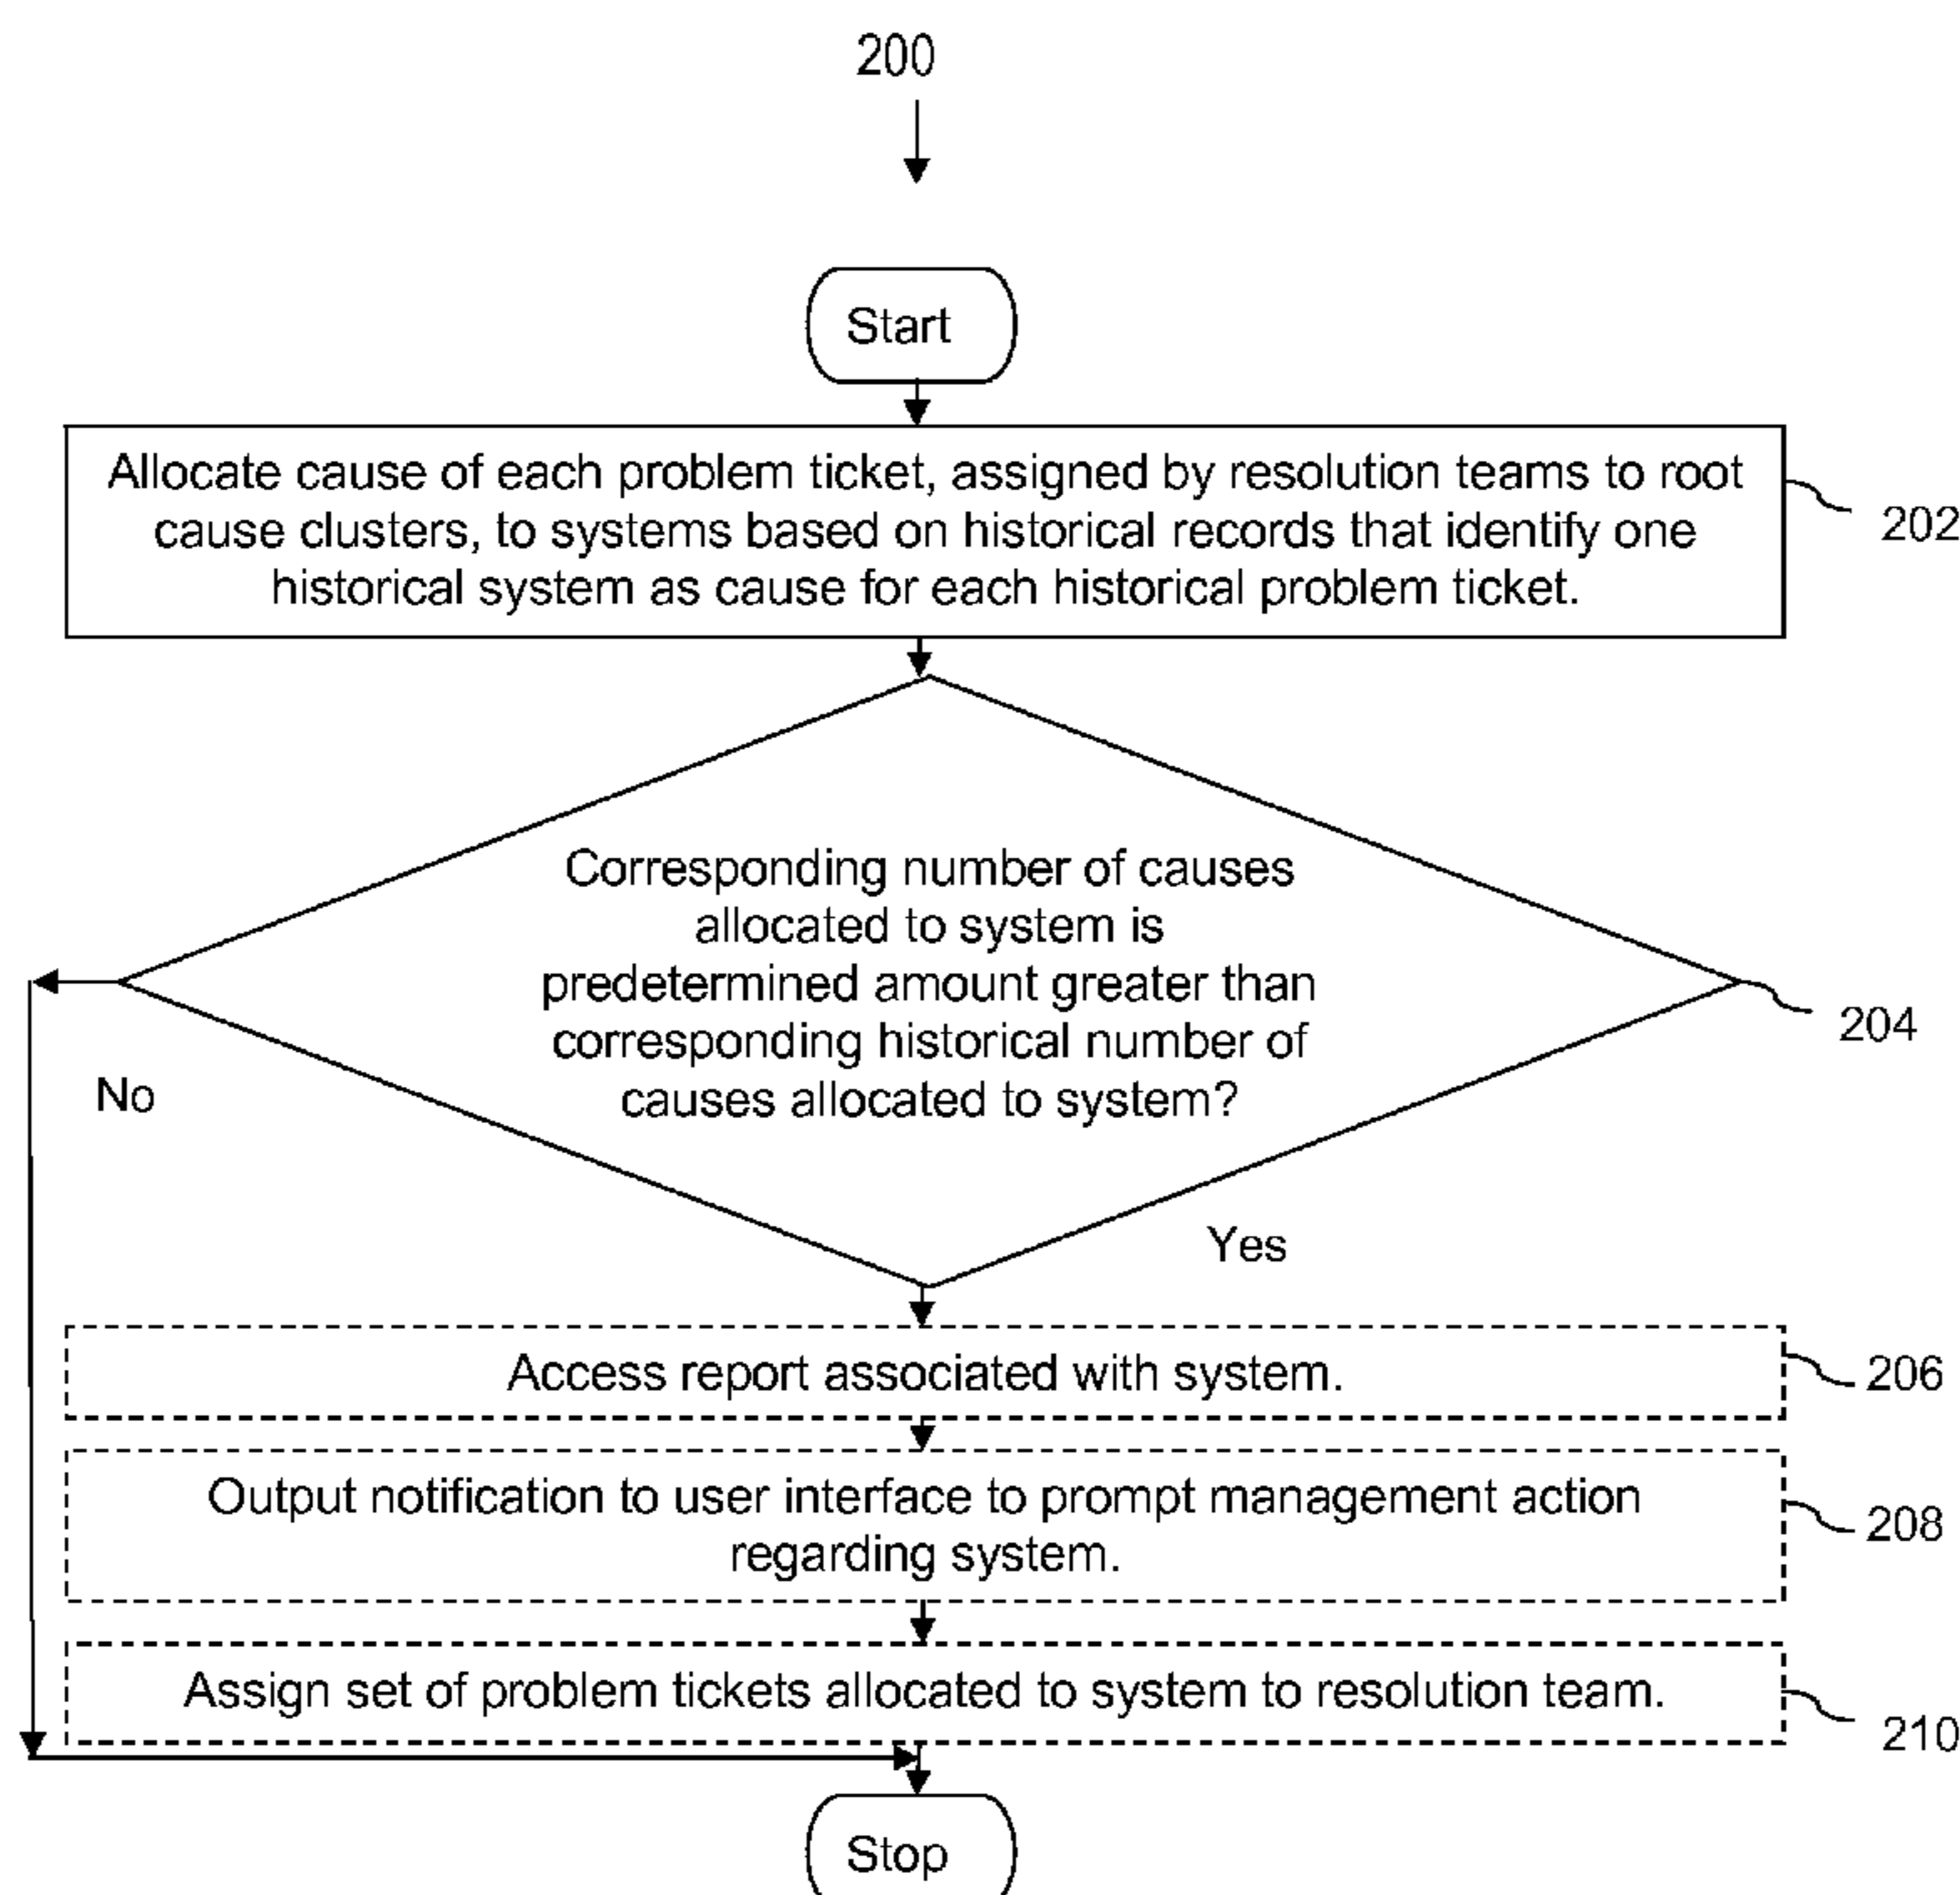 200
Start
Allocate cause of each problem ticket, assigned by resolution teams to root
cause clusters, to systems based on historical records that identify one
historical system as cause for each historical problem ticket.
202
Corresponding number of causes
allocated to system is
predetermined amount greater than
corresponding historical number of
causes allocated to system?
204
No
Yes
Access report associated with system.
206
Output notification to user interface to prompt management action
regarding system.
208
Assign set of problem tickets allocated to system to resolution team.
210
Stop